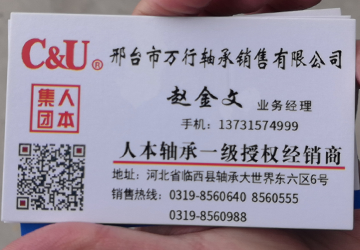 C&U® 邢台市万行轴承销售有限公司
人本集团
赵金文 业务经理
手机：13731574999
人本轴承一级授权经销商
地址：河北省临西县轴承大世界东六区6号
销售热线：0319-8560640 8560555
0319-8560988